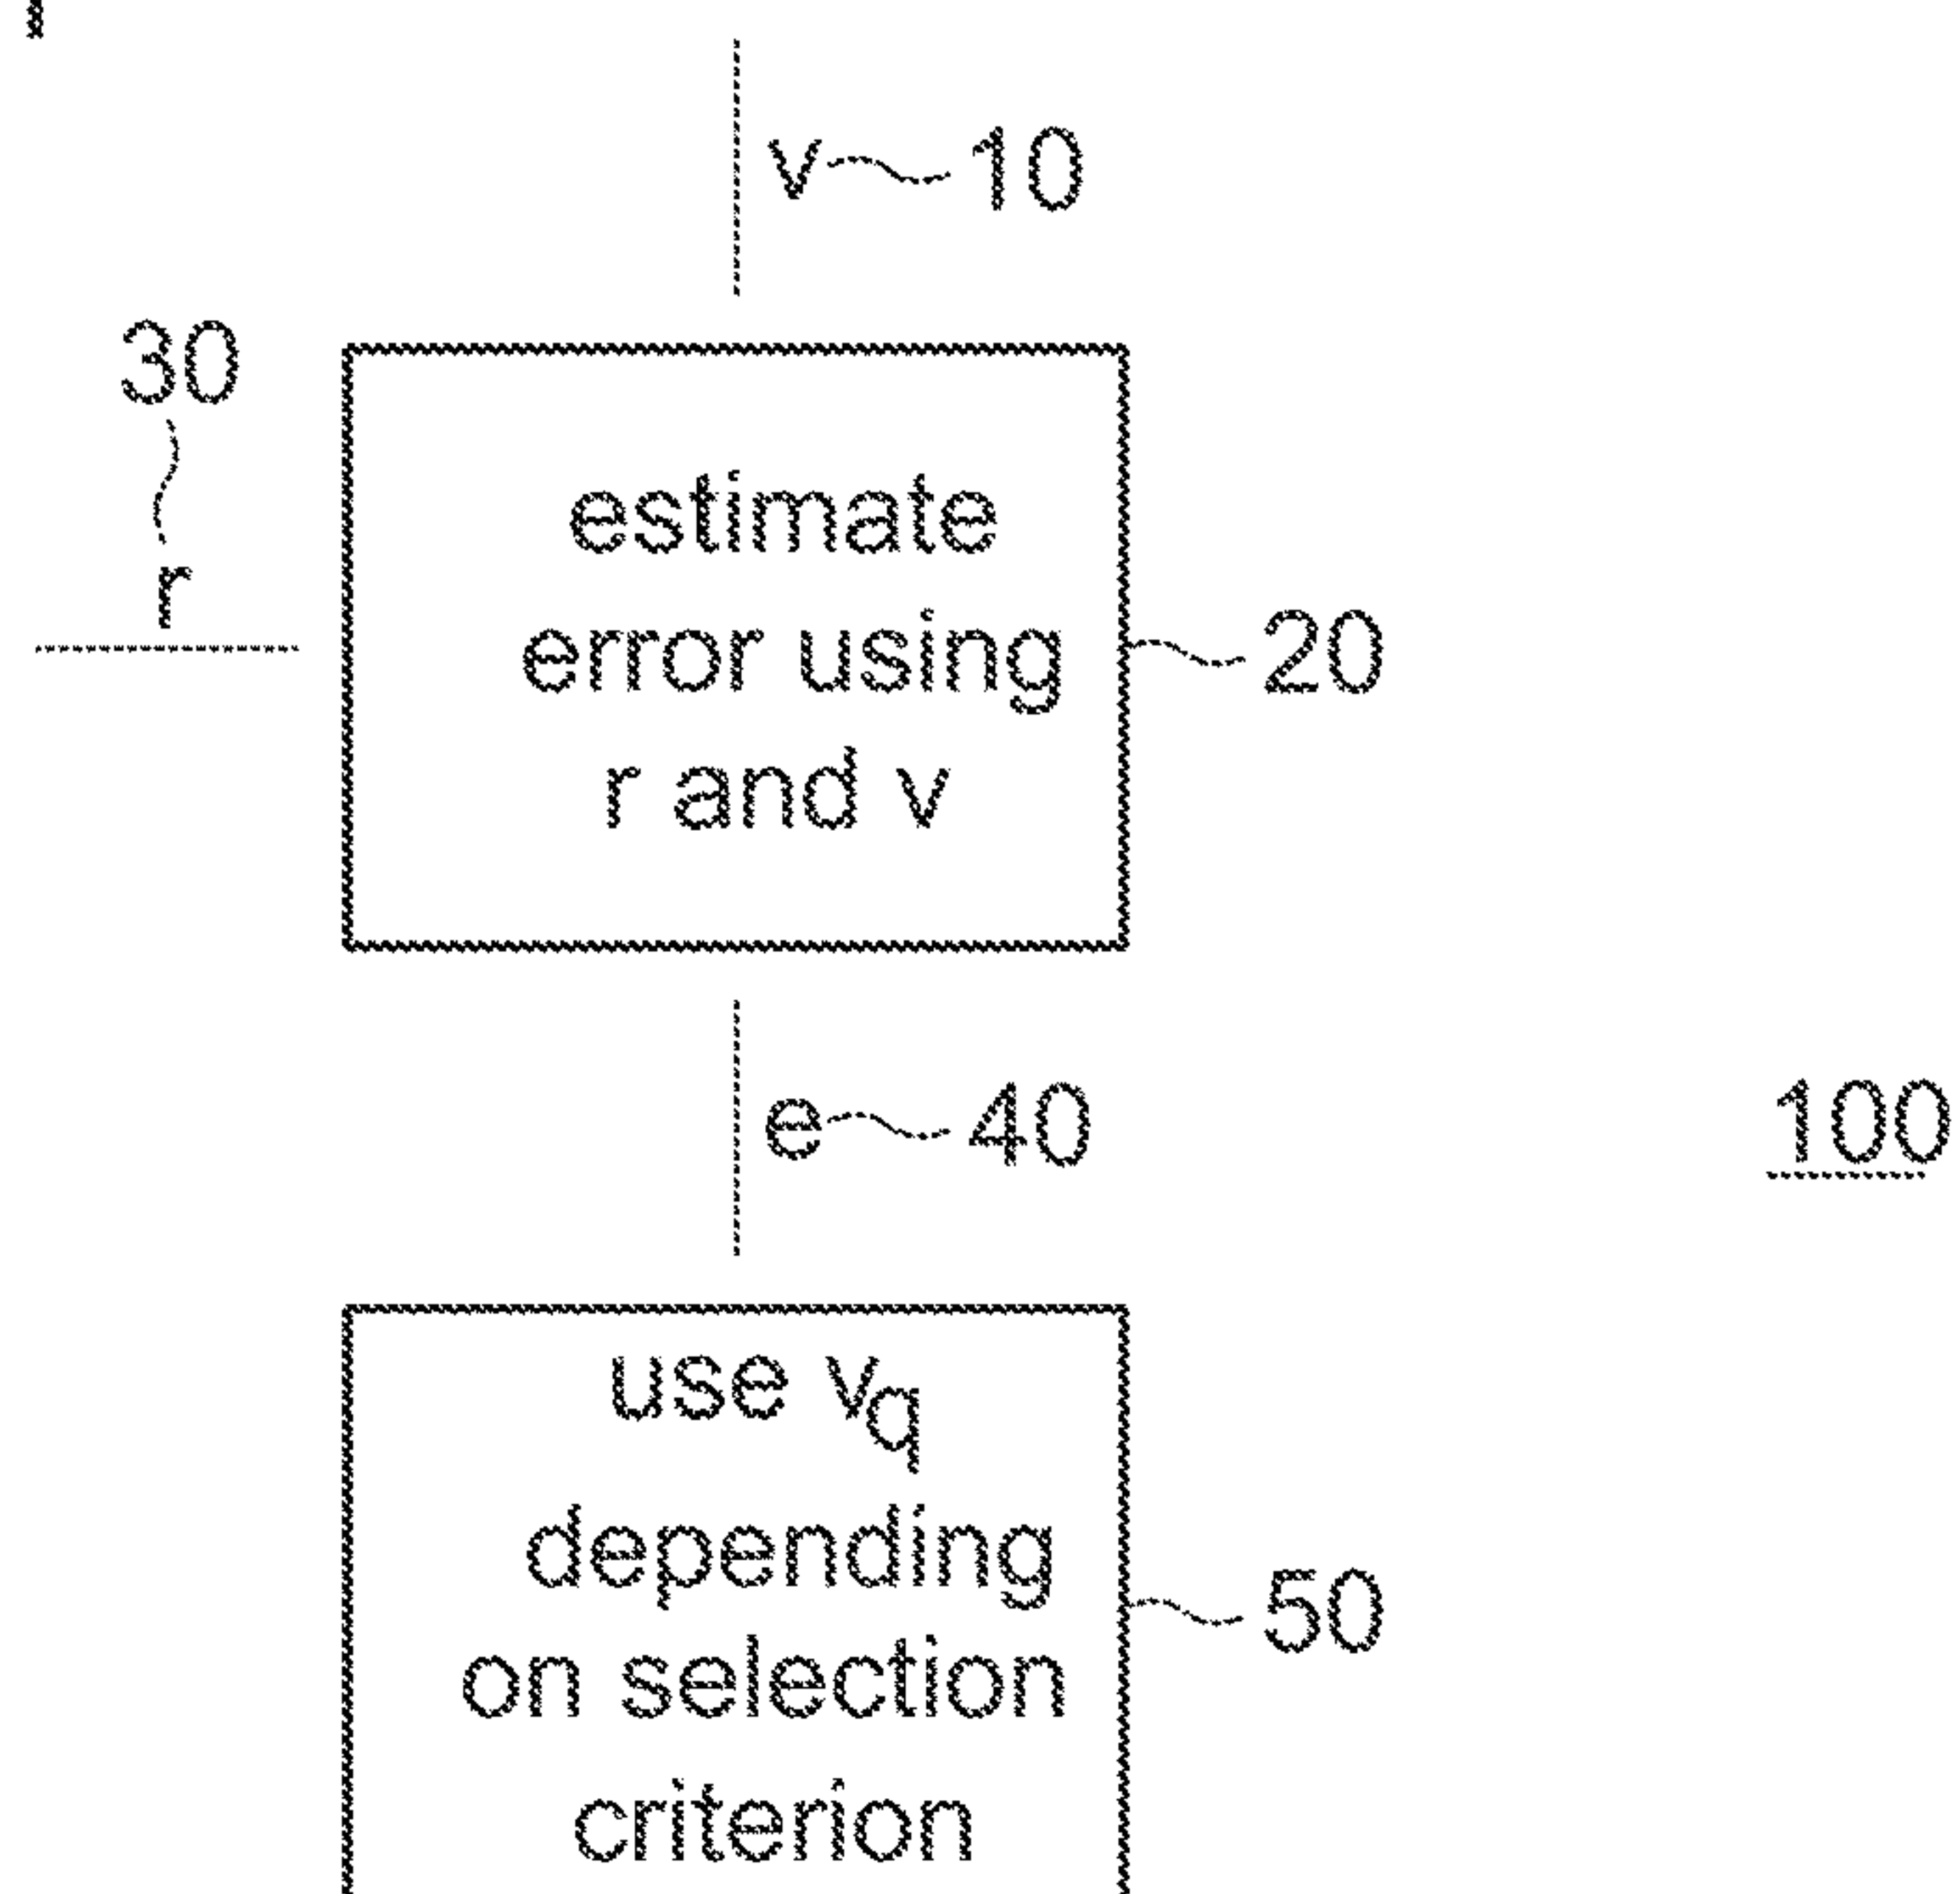 v 10
30
r
estimate
error using
r and v
20
e 40
100
use vq
depending
on selection
criterion
50